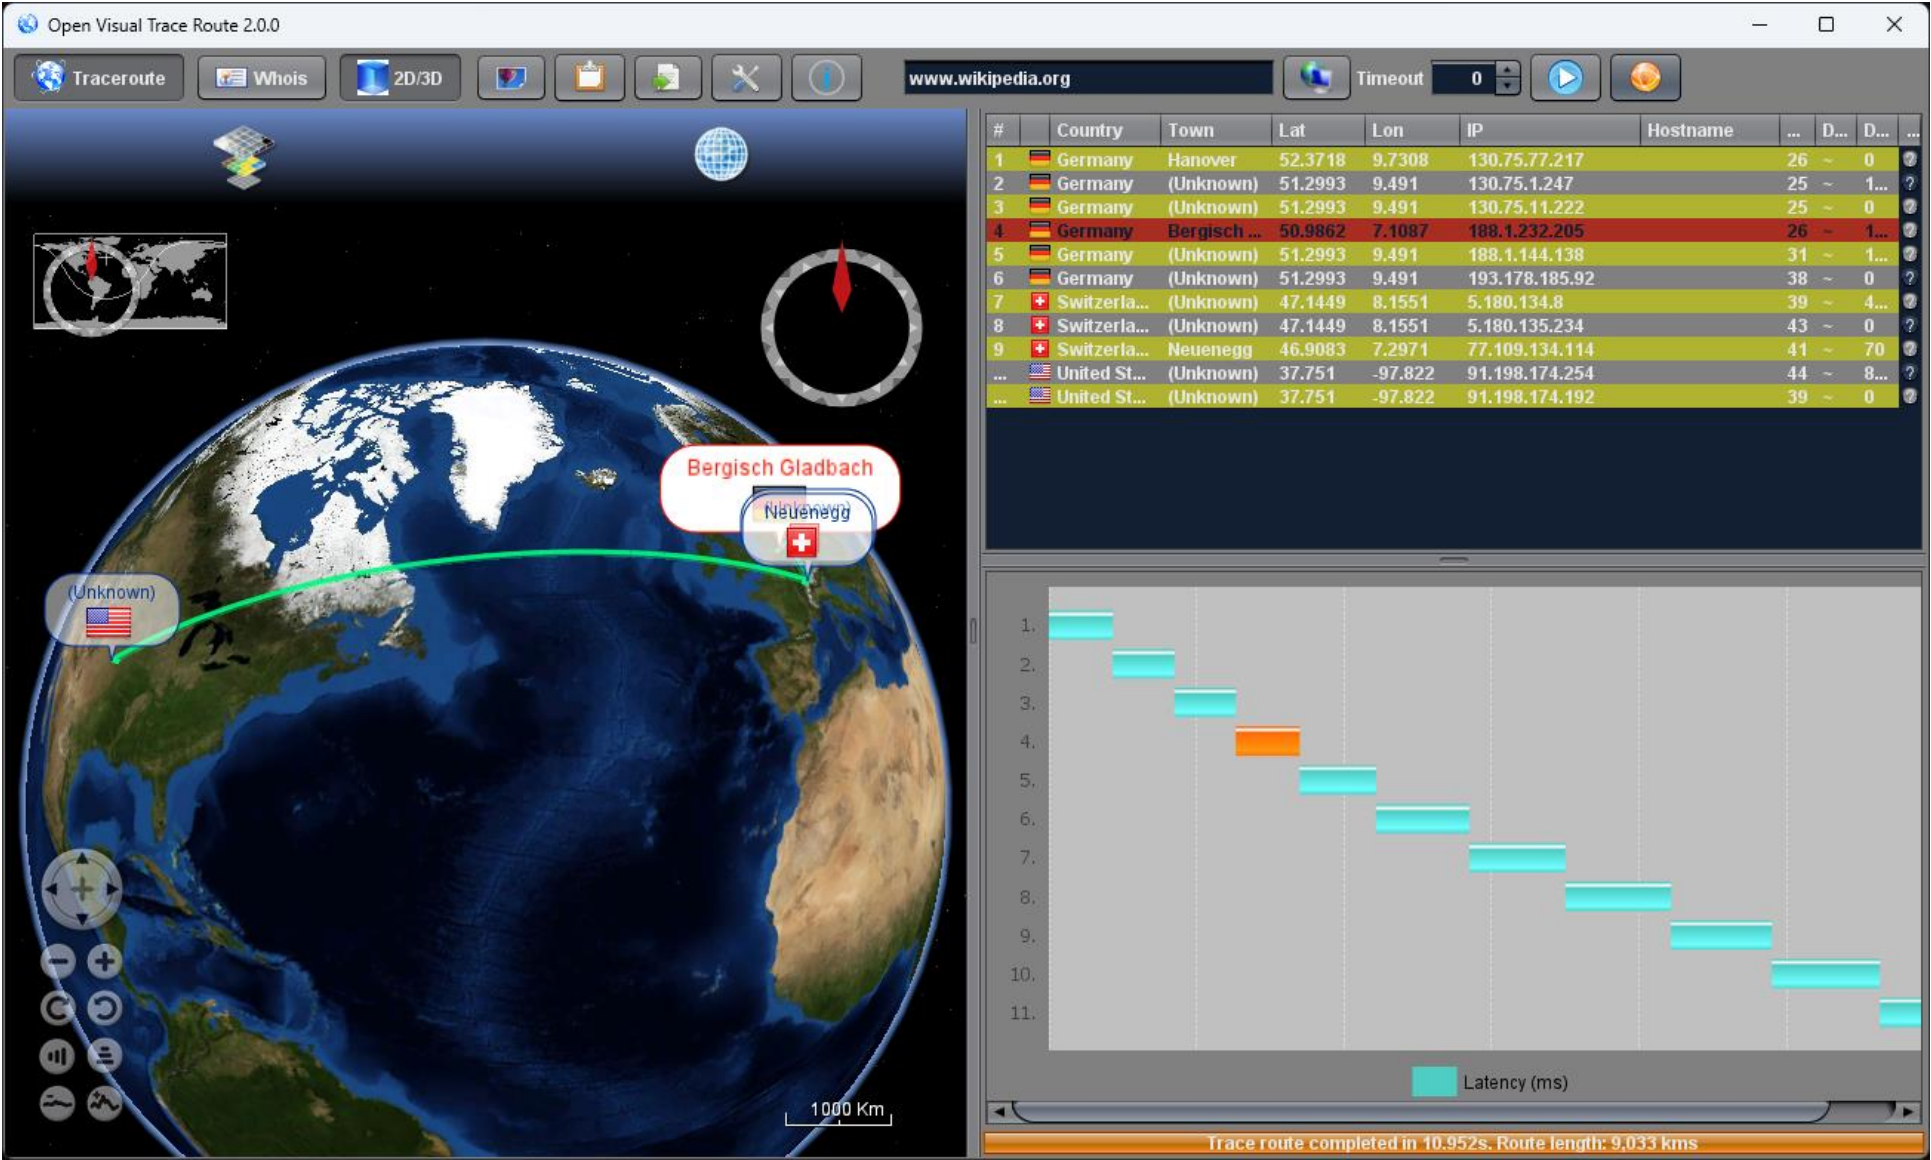 Open Visual Trace Route 2.0.0
Traceroute Whois 2D/3D www.wikipedia.org Timeout 0
# Country Town Lat Lon IP Hostname ... D... D... ...
1 Germany Hanover 52.3718 9.7308 130.75.77.217 26 ~ 0 ?
2 Germany (Unknown) 51.2993 9.491 130.75.1.247 25 ~ 1... ?
3 Germany (Unknown) 51.2993 9.491 130.75.11.222 25 ~ 0 ?
4 Germany Bergisch ... 50.9862 7.1087 188.1.232.205 26 ~ 1... ?
5 Germany (Unknown) 51.2993 9.491 188.1.144.138 31 ~ 1... ?
6 Germany (Unknown) 51.2993 9.491 193.178.185.92 38 ~ 0 ?
7 Switzerla... (Unknown) 47.1449 8.1551 5.180.134.8 39 ~ 4... ?
8 Switzerla... (Unknown) 47.1449 8.1551 5.180.135.234 43 ~ 0 ?
9 Switzerla... Neuenegg 46.9083 7.2971 77.109.134.114 41 ~ 70 ?
... United St... (Unknown) 37.751 -97.822 91.198.174.254 44 ~ 8... ?
... United St... (Unknown) 37.751 -97.822 91.198.174.192 39 ~ 0 ?
Bergisch Gladbach
Neuenegg
(Unknown)
1000 Km
1.
2.
3.
4.
5.
6.
7.
8.
9.
10.
11.
Latency (ms)
Trace route completed in 10.952s. Route length: 9,033 kms